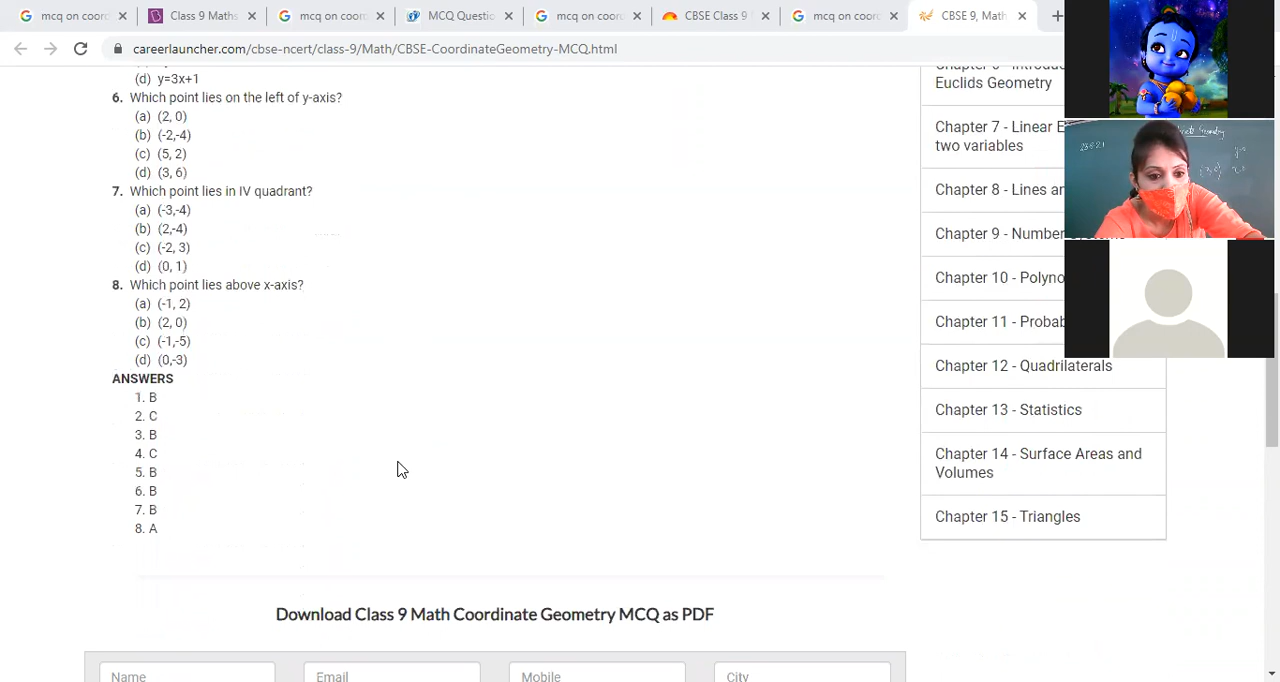 mcq on coord
Class 9 Maths
mcq on coord
MCQ Questio
mcq on coord
CBSE Class 9
mcq on coord
CBSE 9, Math
careerlauncher.com/cbse-ncert/class-9/Math/CBSE-CoordinateGeometry-MCQ.html
(d) y=3x+1
6. Which point lies on the left of y-axis?
(a) (2, 0)
(b) (-2,-4)
(c) (5, 2)
(d) (3, 6)
7. Which point lies in IV quadrant?
(a) (-3,-4)
(b) (2,-4)
(c) (-2, 3)
(d) (0, 1)
8. Which point lies above x-axis?
(a) (-1, 2)
(b) (2, 0)
(c) (-1,-5)
(d) (0,-3)
ANSWERS
1. B
2. C
3. B
4. C
5. B
6. B
7. B
8. A
Download Class 9 Math Coordinate Geometry MCQ as PDF
Name
Email
Mobile
City
Euclids Geometry
Chapter 7 - Linear E
two variables
Chapter 8 - Lines an
Chapter 9 - Number Systems
Chapter 10 - Polyno
Chapter 11 - Probab
Chapter 12 - Quadrilaterals
Chapter 13 - Statistics
Chapter 14 - Surface Areas and
Volumes
Chapter 15 - Triangles
Geometry